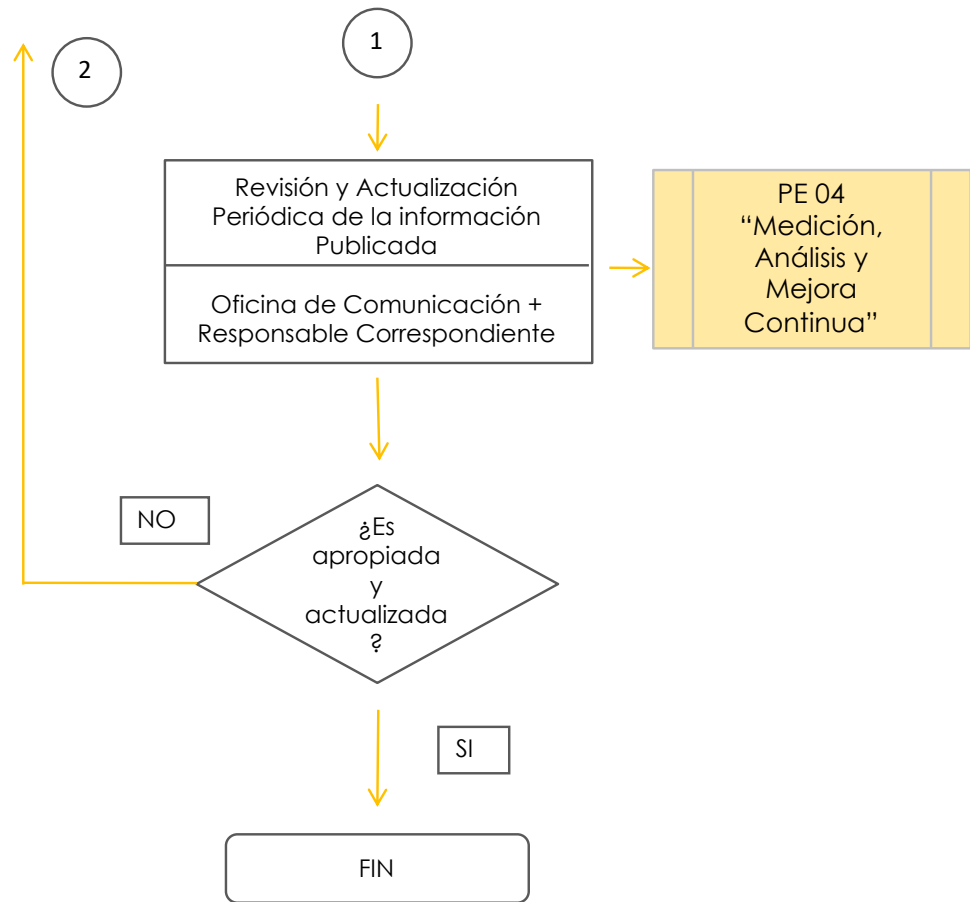 1
2
Revisión y Actualización
Periódica de la información
Publicada
Oficina de Comunicación +
Responsable Correspondiente
PE 04
“Medición,
Análisis y
Mejora
Continua”
NO
¿Es
apropiada
y
actualizada
?
SI
FIN